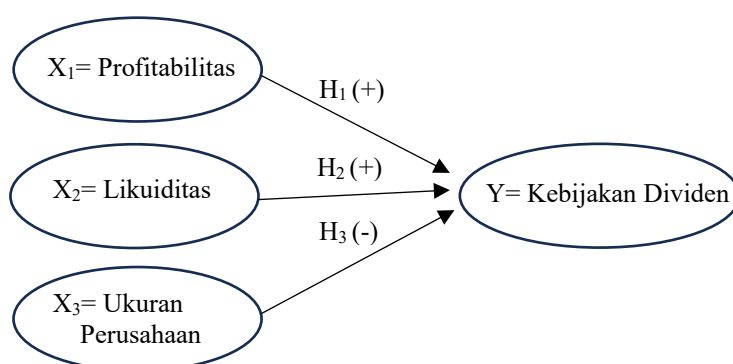 X₁= Profitabilitas
H₁ (+)
X₂= Likuiditas
H₂ (+)
Y= Kebijakan Dividen
H₃ (-)
X₃= Ukuran
Perusahaan